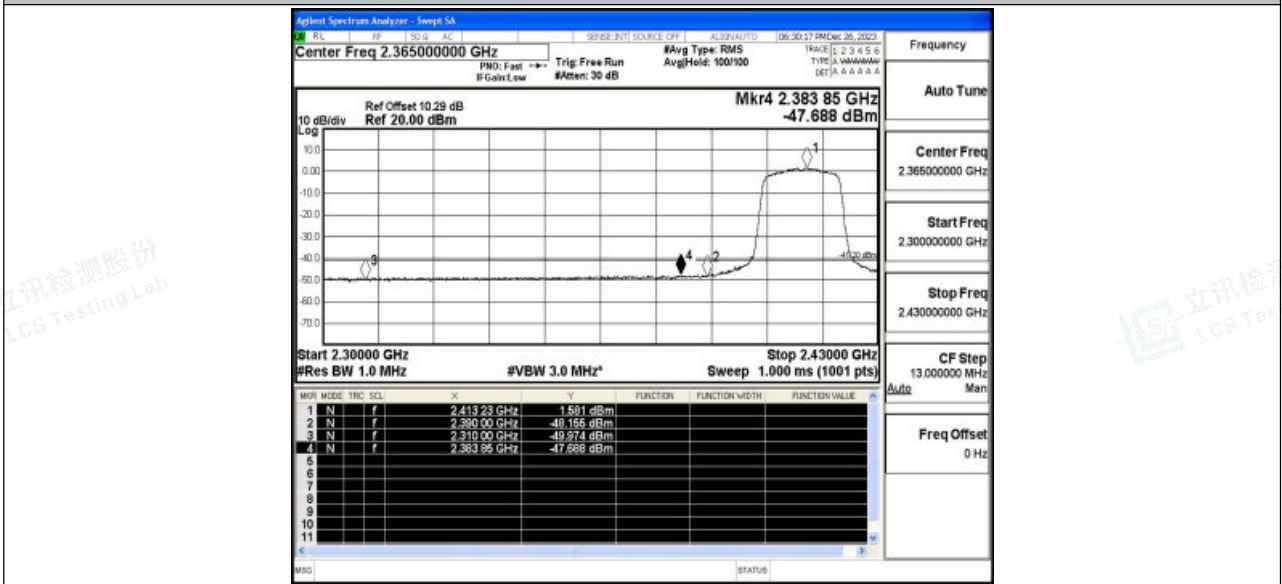 Agilent Spectrum Analyzer - Swept SA
RL RF 50 Ω AC SENSE:INT SOURCE OFF ALIGN AUTO 06:30:17 PM Dec 26, 2023
Center Freq 2.365000000 GHz
#Avg Type: RMS
TRACE 1 2 3 4 5 6
PNO: Fast
Trig: Free Run
Avg|Hold: 100/100
TYPE A
IFGain:Low
#Atten: 30 dB
DET A A A A A A
Mkr4 2.383 85 GHz
-47.688 dBm
Ref Offset 10.29 dB
10 dB/div Ref 20.00 dBm
Log
10.0
0.00
-10.0
-20.0
-30.0
-40.0
-50.0
-60.0
-70.0
1
2
3
4
Start 2.30000 GHz Stop 2.43000 GHz
#Res BW 1.0 MHz #VBW 3.0 MHz* Sweep 1.000 ms (1001 pts)
MKR MODE TRC SCL X Y FUNCTION FUNCTION WIDTH FUNCTION VALUE
1 N f 2.413 23 GHz 1.581 dBm
2 N f 2.390 00 GHz -48.155 dBm
3 N f 2.310 00 GHz -49.974 dBm
4 N f 2.383 85 GHz -47.688 dBm
5
6
7
8
9
10
11
MSG STATUS
Frequency
Auto Tune
Center Freq
2.365000000 GHz
Start Freq
2.300000000 GHz
Stop Freq
2.430000000 GHz
CF Step
13.000000 MHz
Auto Man
Freq Offset
0 Hz
立讯检测股份
LCS Testing Lab
立讯检测
LCS Tes